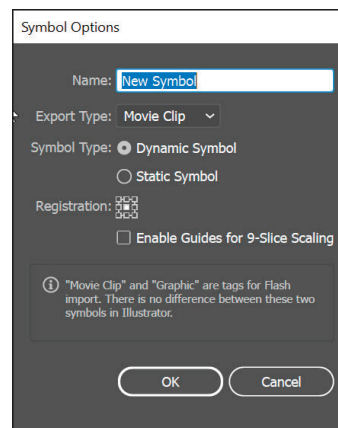 Symbol Options
Name: New Symbol
Export Type: Movie Clip
Symbol Type: Dynamic Symbol
Static Symbol
Registration:
Enable Guides for 9-Slice Scaling
"Movie Clip" and "Graphic" are tags for Flash
import. There is no difference between these two
symbols in Illustrator.
OK Cancel